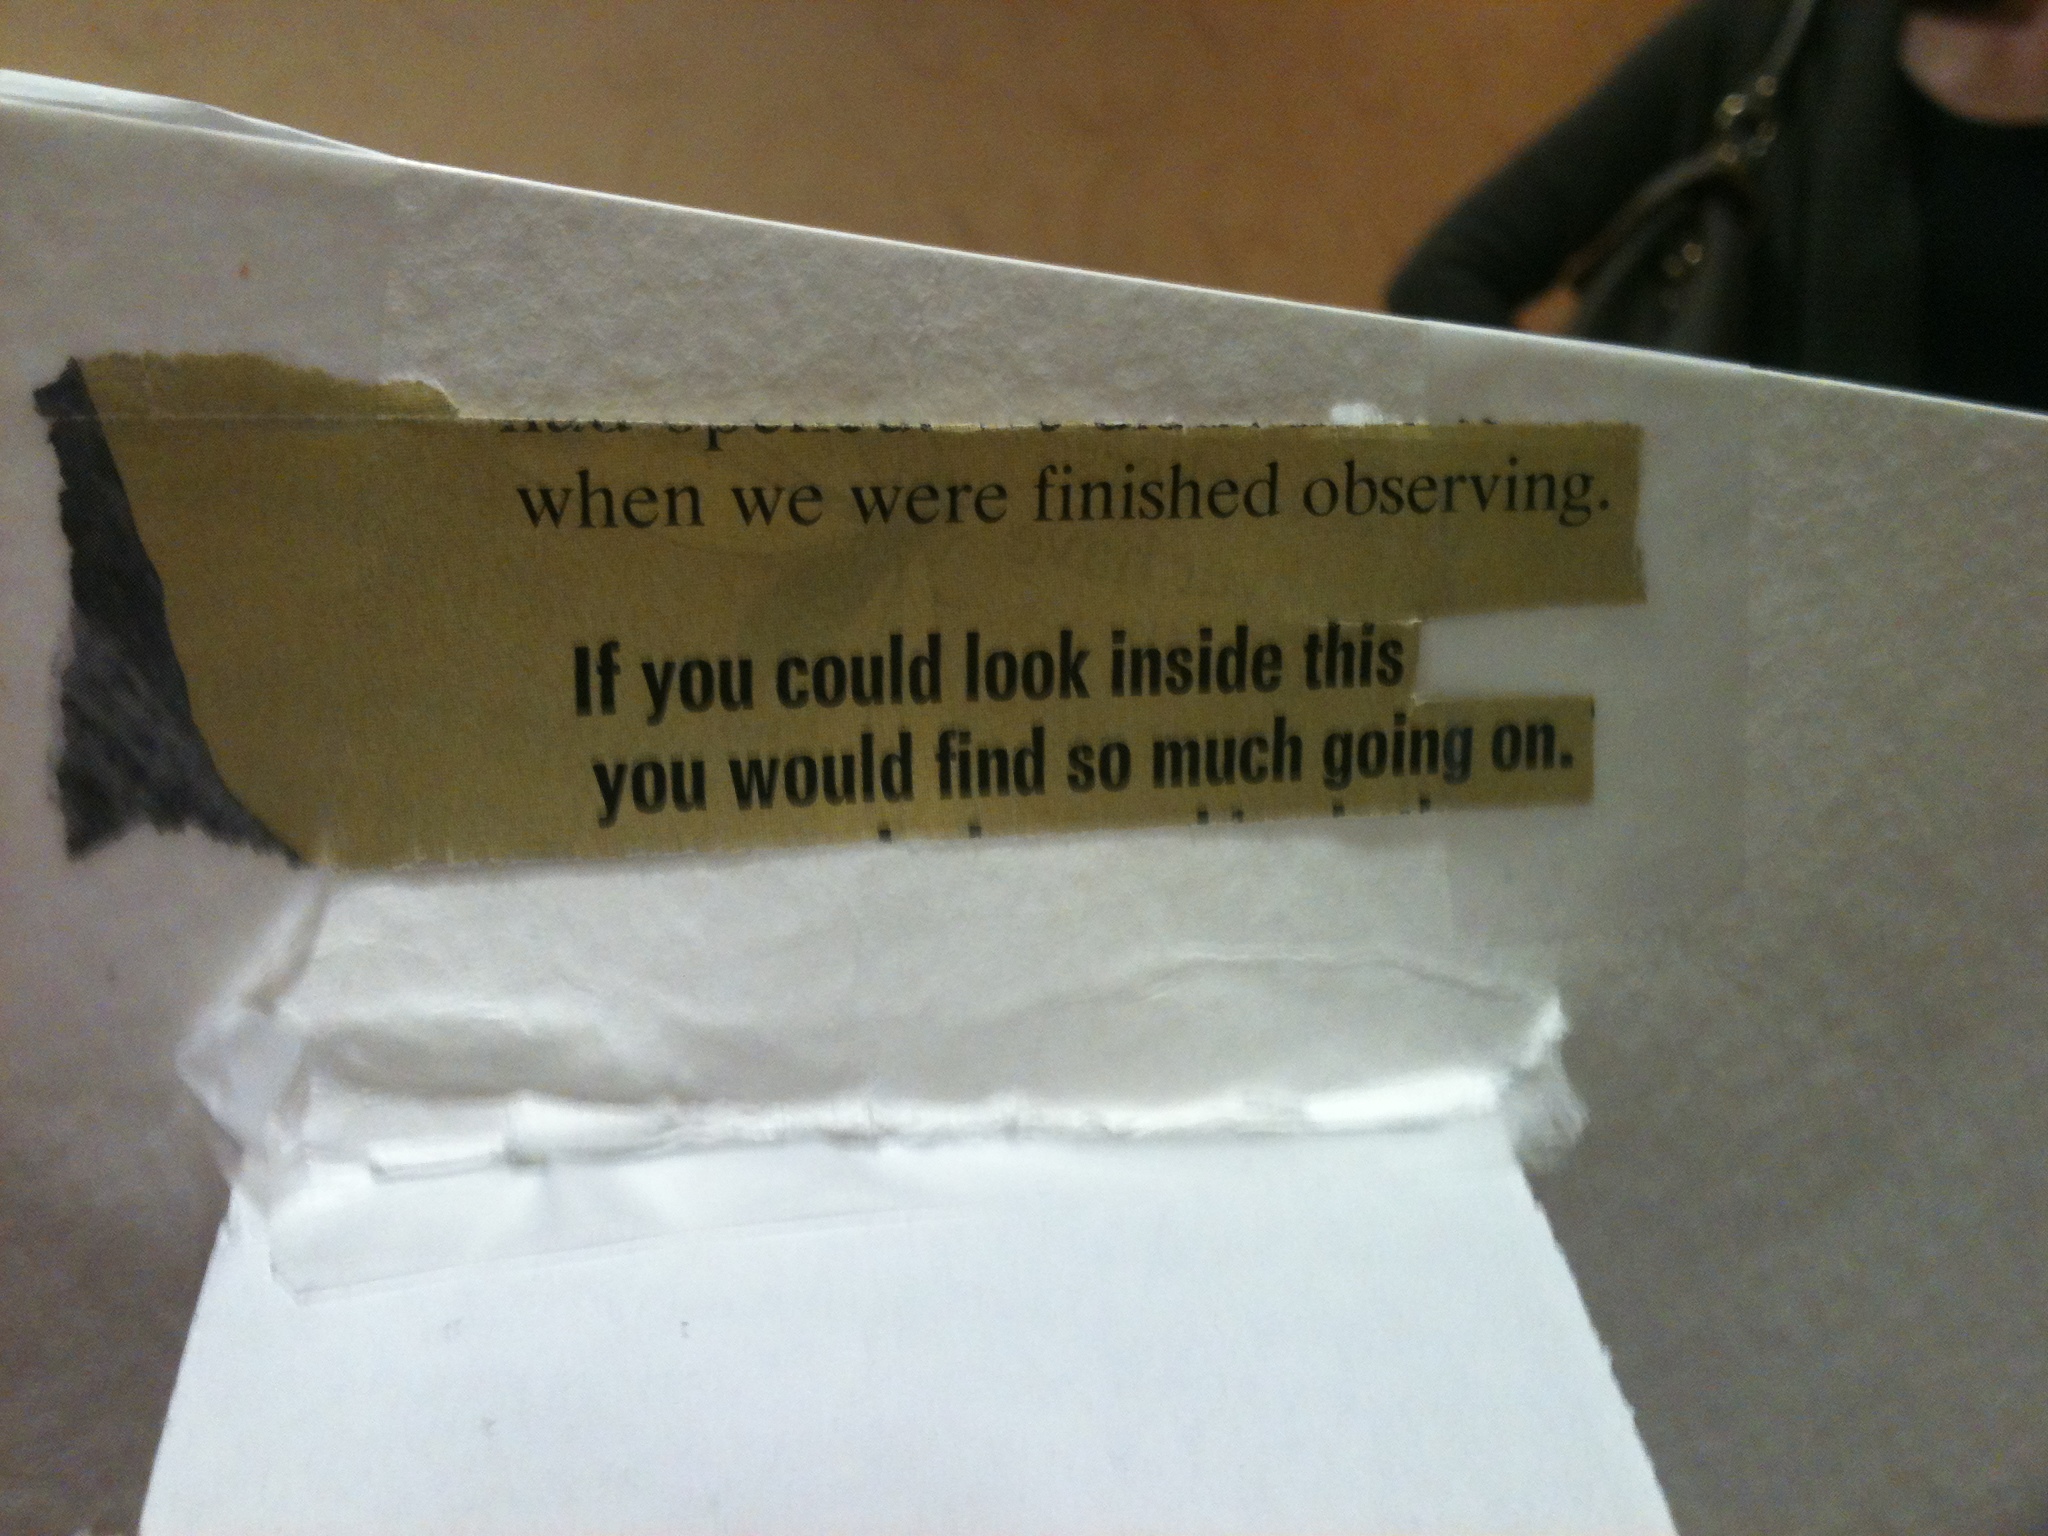 when we were finished observing.
If you could look inside this
you would find so much going on.